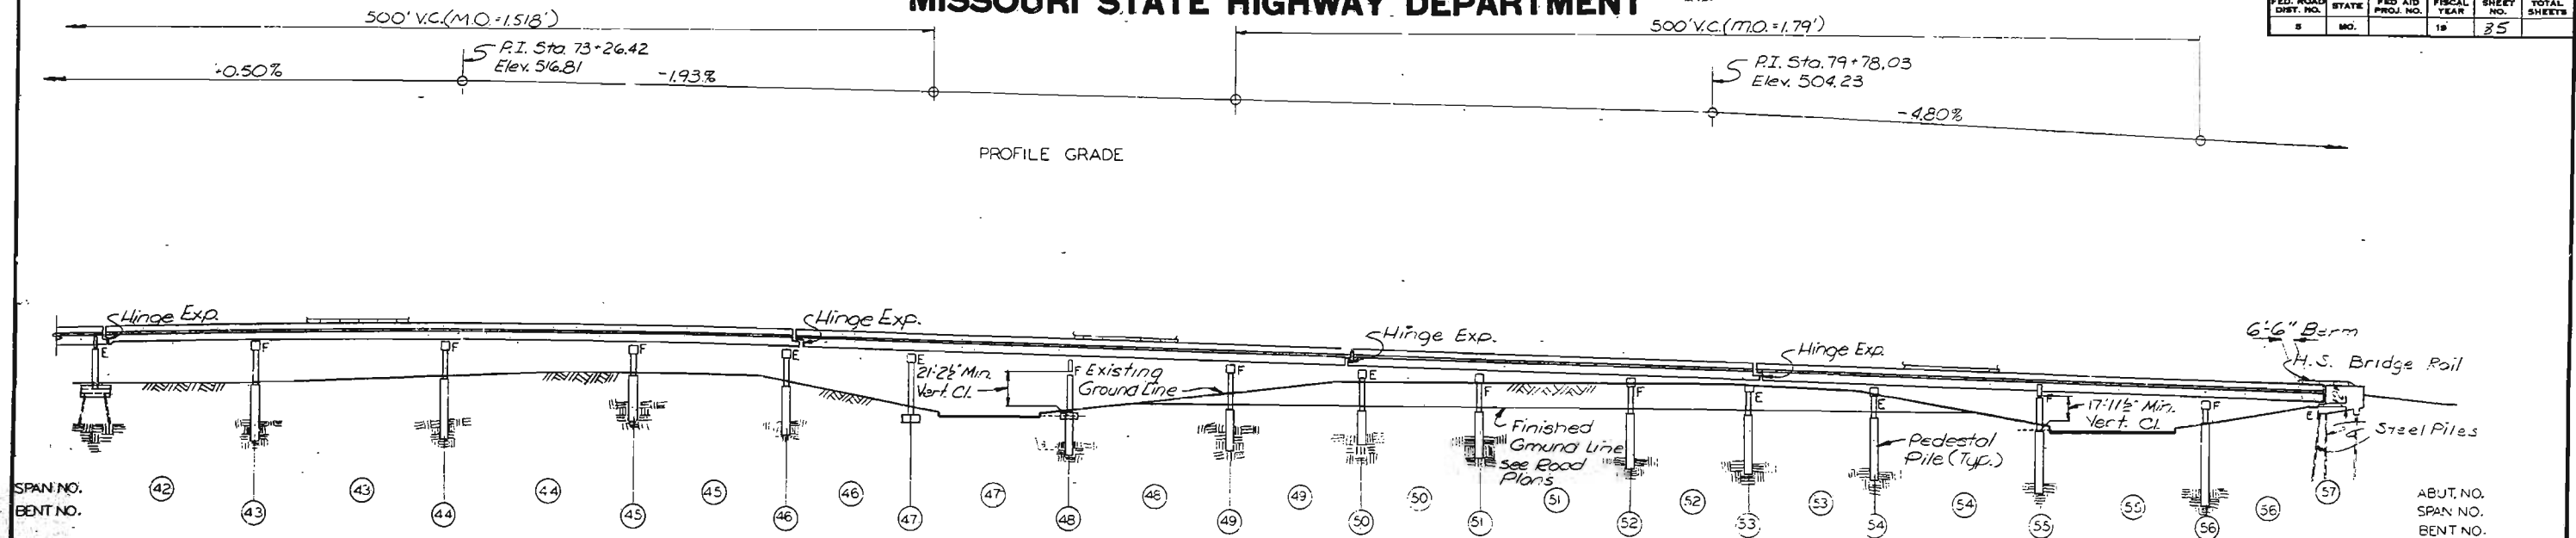 MISSOURI STATE HIGHWAY DEPARTMENT
FED. ROAD DIST. NO. STATE FED AID PROJ. NO. FISCAL YEAR SHEET NO. TOTAL SHEETS
5 MO. 19 35
500' V.C. (M.O.=1.518')
500' V.C. (M.O.=1.79')
P.I. Sta. 73+26.42
Elev. 516.81
+0.50%
-1.93%
P.I. Sta. 79+78.03
Elev. 504.23
-4.80%
PROFILE GRADE
Hinge Exp.
Hinge Exp.
Hinge Exp.
Hinge Exp.
6'-6" Berm
H.S. Bridge Rail
E F F F E E F F E F F E E F F E
21'-2½" Min.
Vert. Cl.
Existing
Ground Line
Finished
Ground Line
see Road
Plans
Pedestal
Pile (Typ.)
17'-11½" Min.
Vert. Cl.
Steel Piles
SPAN NO. 42 43 44 45 46 47 48 49 50 51 52 53 54 55 56
BENT NO. 43 44 45 46 47 48 49 50 51 52 53 54 55 56
57
ABUT. NO.
SPAN NO.
BENT NO.